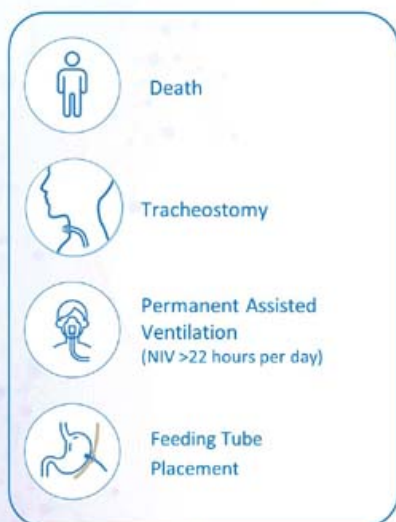 Death
Tracheostomy
Permanent Assisted
Ventilation
(NIV >22 hours per day)
Feeding Tube
Placement